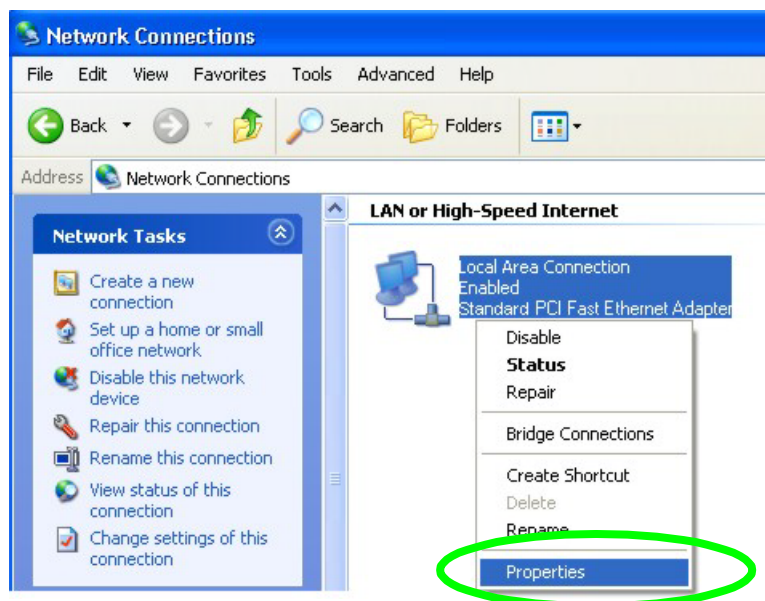 Network Connections
File Edit View Favorites Tools Advanced Help
Back Search Folders
Address Network Connections
Network Tasks
Create a new
connection
Set up a home or small
office network
Disable this network
device
Repair this connection
Rename this connection
View status of this
connection
Change settings of this
connection
LAN or High-Speed Internet
Local Area Connection
Enabled
Standard PCI Fast Ethernet Adapter
Disable
Status
Repair
Bridge Connections
Create Shortcut
Delete
Rename
Properties